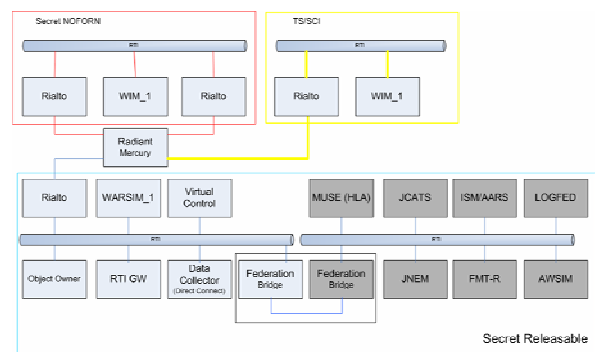 Secret NOFORN
TS/SCI
RTI
RTI
Rialto
WIM_1
Rialto
Rialto
WIM_1
Radiant
Mercury
Rialto
WARSIM_1
Virtual
Control
MUSE (HLA)
JCATS
ISM/AARS
LOGFED
RTI
RTI
Object Owner
RTI GW
Data
Collector
(Direct Connect)
Federation
Bridge
Federation
Bridge
JNEM
FMT-R
AWSIM
Secret Releasable